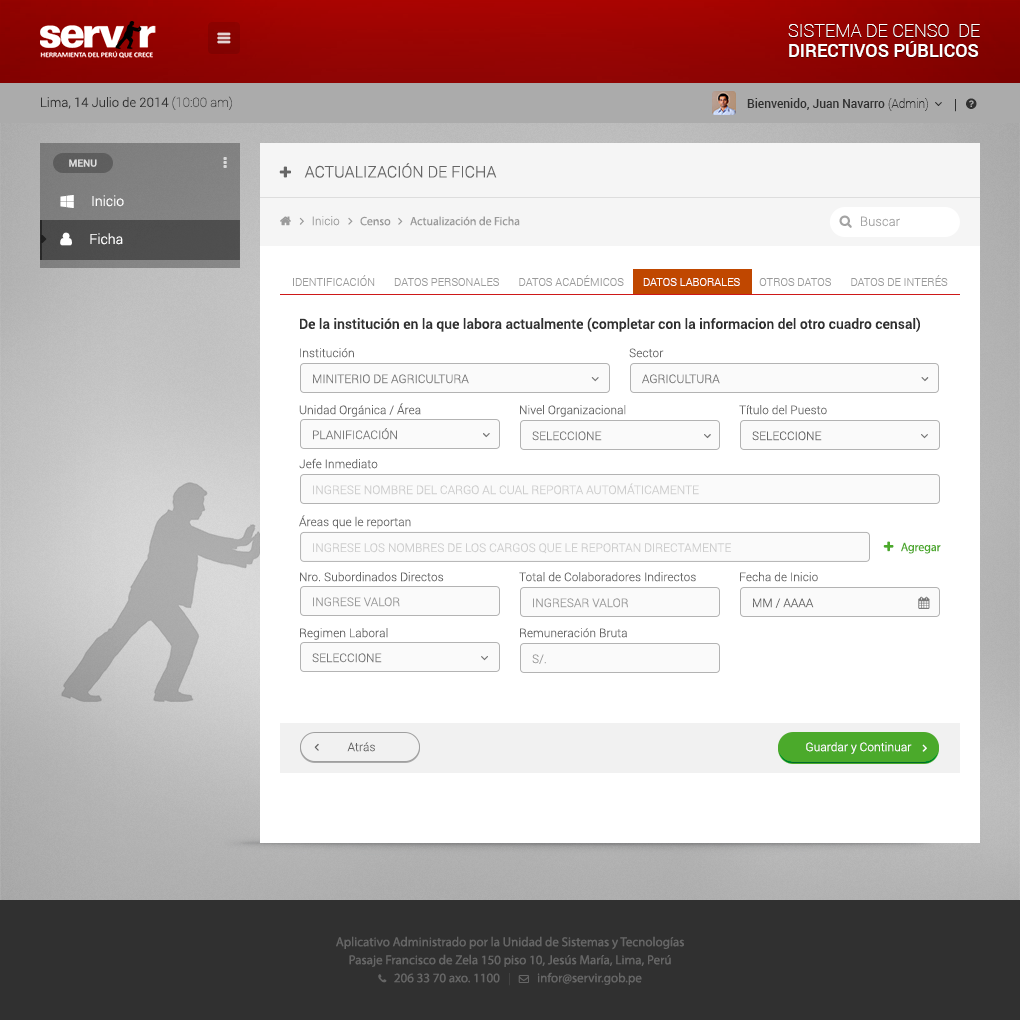 servir
HERRAMIENTA DEL PERÚ QUE CRECE
SISTEMA DE CENSO DE
DIRECTIVOS PÚBLICOS
Lima, 14 Julio de 2014 (10:00 am)
Bienvenido, Juan Navarro (Admin)
MENU
Inicio
Ficha
ACTUALIZACIÓN DE FICHA
Inicio > Censo > Actualización de Ficha
Buscar
IDENTIFICACIÓN DATOS PERSONALES DATOS ACADÉMICOS DATOS LABORALES OTROS DATOS DATOS DE INTERÉS
De la institución en la que labora actualmente (completar con la informacion del otro cuadro censal)
Institución Sector
MINITERIO DE AGRICULTURA AGRICULTURA
Unidad Orgánica / Área Nivel Organizacional Título del Puesto
PLANIFICACIÓN SELECCIONE SELECCIONE
Jefe Inmediato
INGRESE NOMBRE DEL CARGO AL CUAL REPORTA AUTOMÁTICAMENTE
Áreas que le reportan
INGRESE LOS NOMBRES DE LOS CARGOS QUE LE REPORTAN DIRECTAMENTE Agregar
Nro. Subordinados Directos Total de Colaboradores Indirectos Fecha de Inicio
INGRESE VALOR INGRESAR VALOR MM / AAAA
Regimen Laboral Remuneración Bruta
SELECCIONE S/.
Atrás Guardar y Continuar
Aplicativo Administrado por la Unidad de Sistemas y Tecnologías
Pasaje Francisco de Zela 150 piso 10, Jesús María, Lima, Perú
206 33 70 axo. 1100 | infor@servir.gob.pe